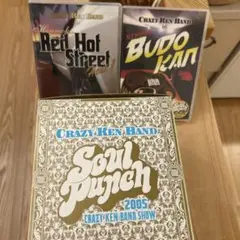 Red Hot
Street
CRAZY KEN BAND
BUDO
KAN
CRAZY KEN BAND
Soul
Punch
2005
CRAZY KEN BAND SHOW